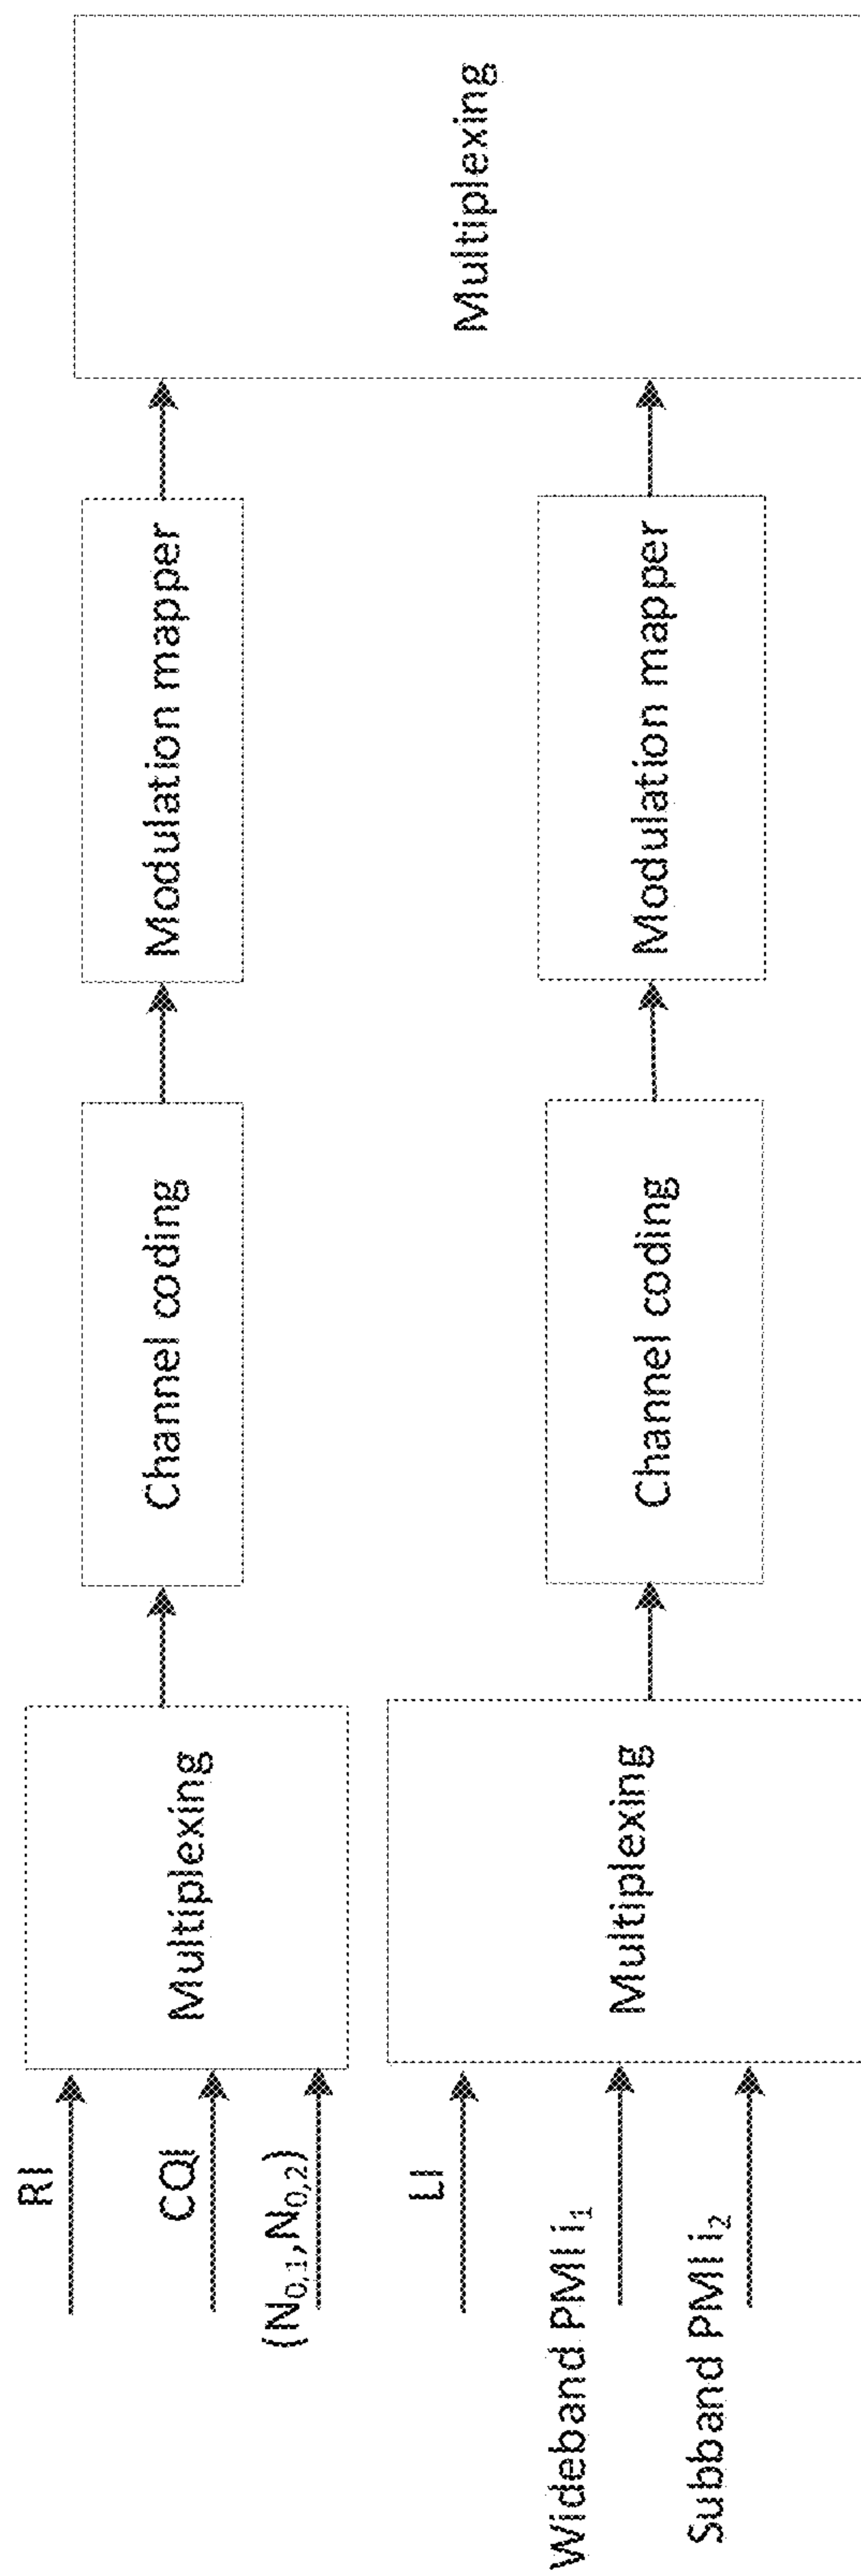 RI
CQI
(N0,1,N0,2)
Multiplexing
Channel coding
Modulation mapper
LI
Wideband PMI i1
Subband PMI i2
Multiplexing
Channel coding
Modulation mapper
Multiplexing